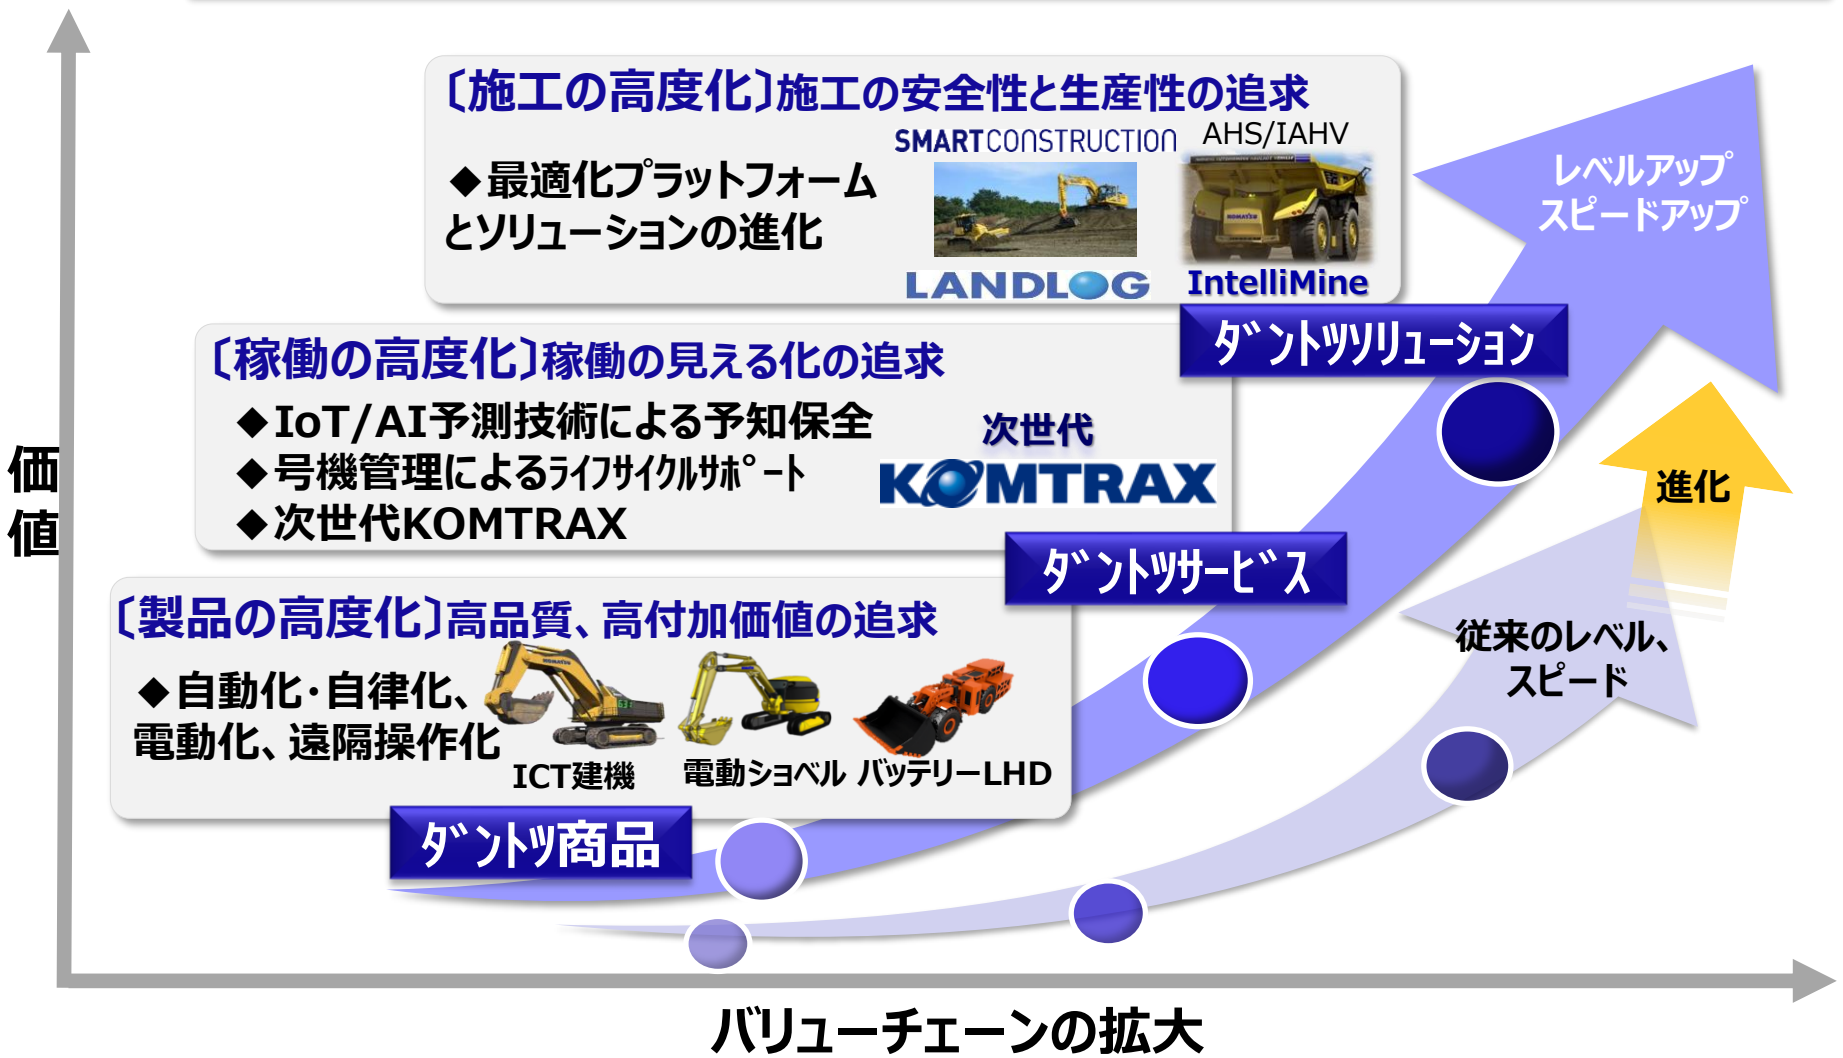 〔施工の高度化〕施工の安全性と生産性の追求
SMARTCONSTRUCTION
AHS/IAHV
◆最適化プラットフォーム
とソリューションの進化
KOMATSU
LANDLOG
IntelliMine
レベルアップ
スピードアップ
ﾀﾞﾝﾄﾂｿﾘｭｰｼｮﾝ
〔稼働の高度化〕稼働の見える化の追求
◆IoT/AI予測技術による予知保全
◆号機管理によるﾗｲﾌｻｲｸﾙｻﾎﾟｰﾄ
◆次世代KOMTRAX
次世代
KOMTRAX
ﾀﾞﾝﾄﾂｻｰﾋﾞｽ
進化
価
値
〔製品の高度化〕高品質、高付加価値の追求
◆自動化・自律化、
電動化、遠隔操作化
KOMATSU
ICT建機
電動ショベル
バッテリーLHD
ﾀﾞﾝﾄﾂ商品
従来のレベル、
スピード
バリューチェーンの拡大